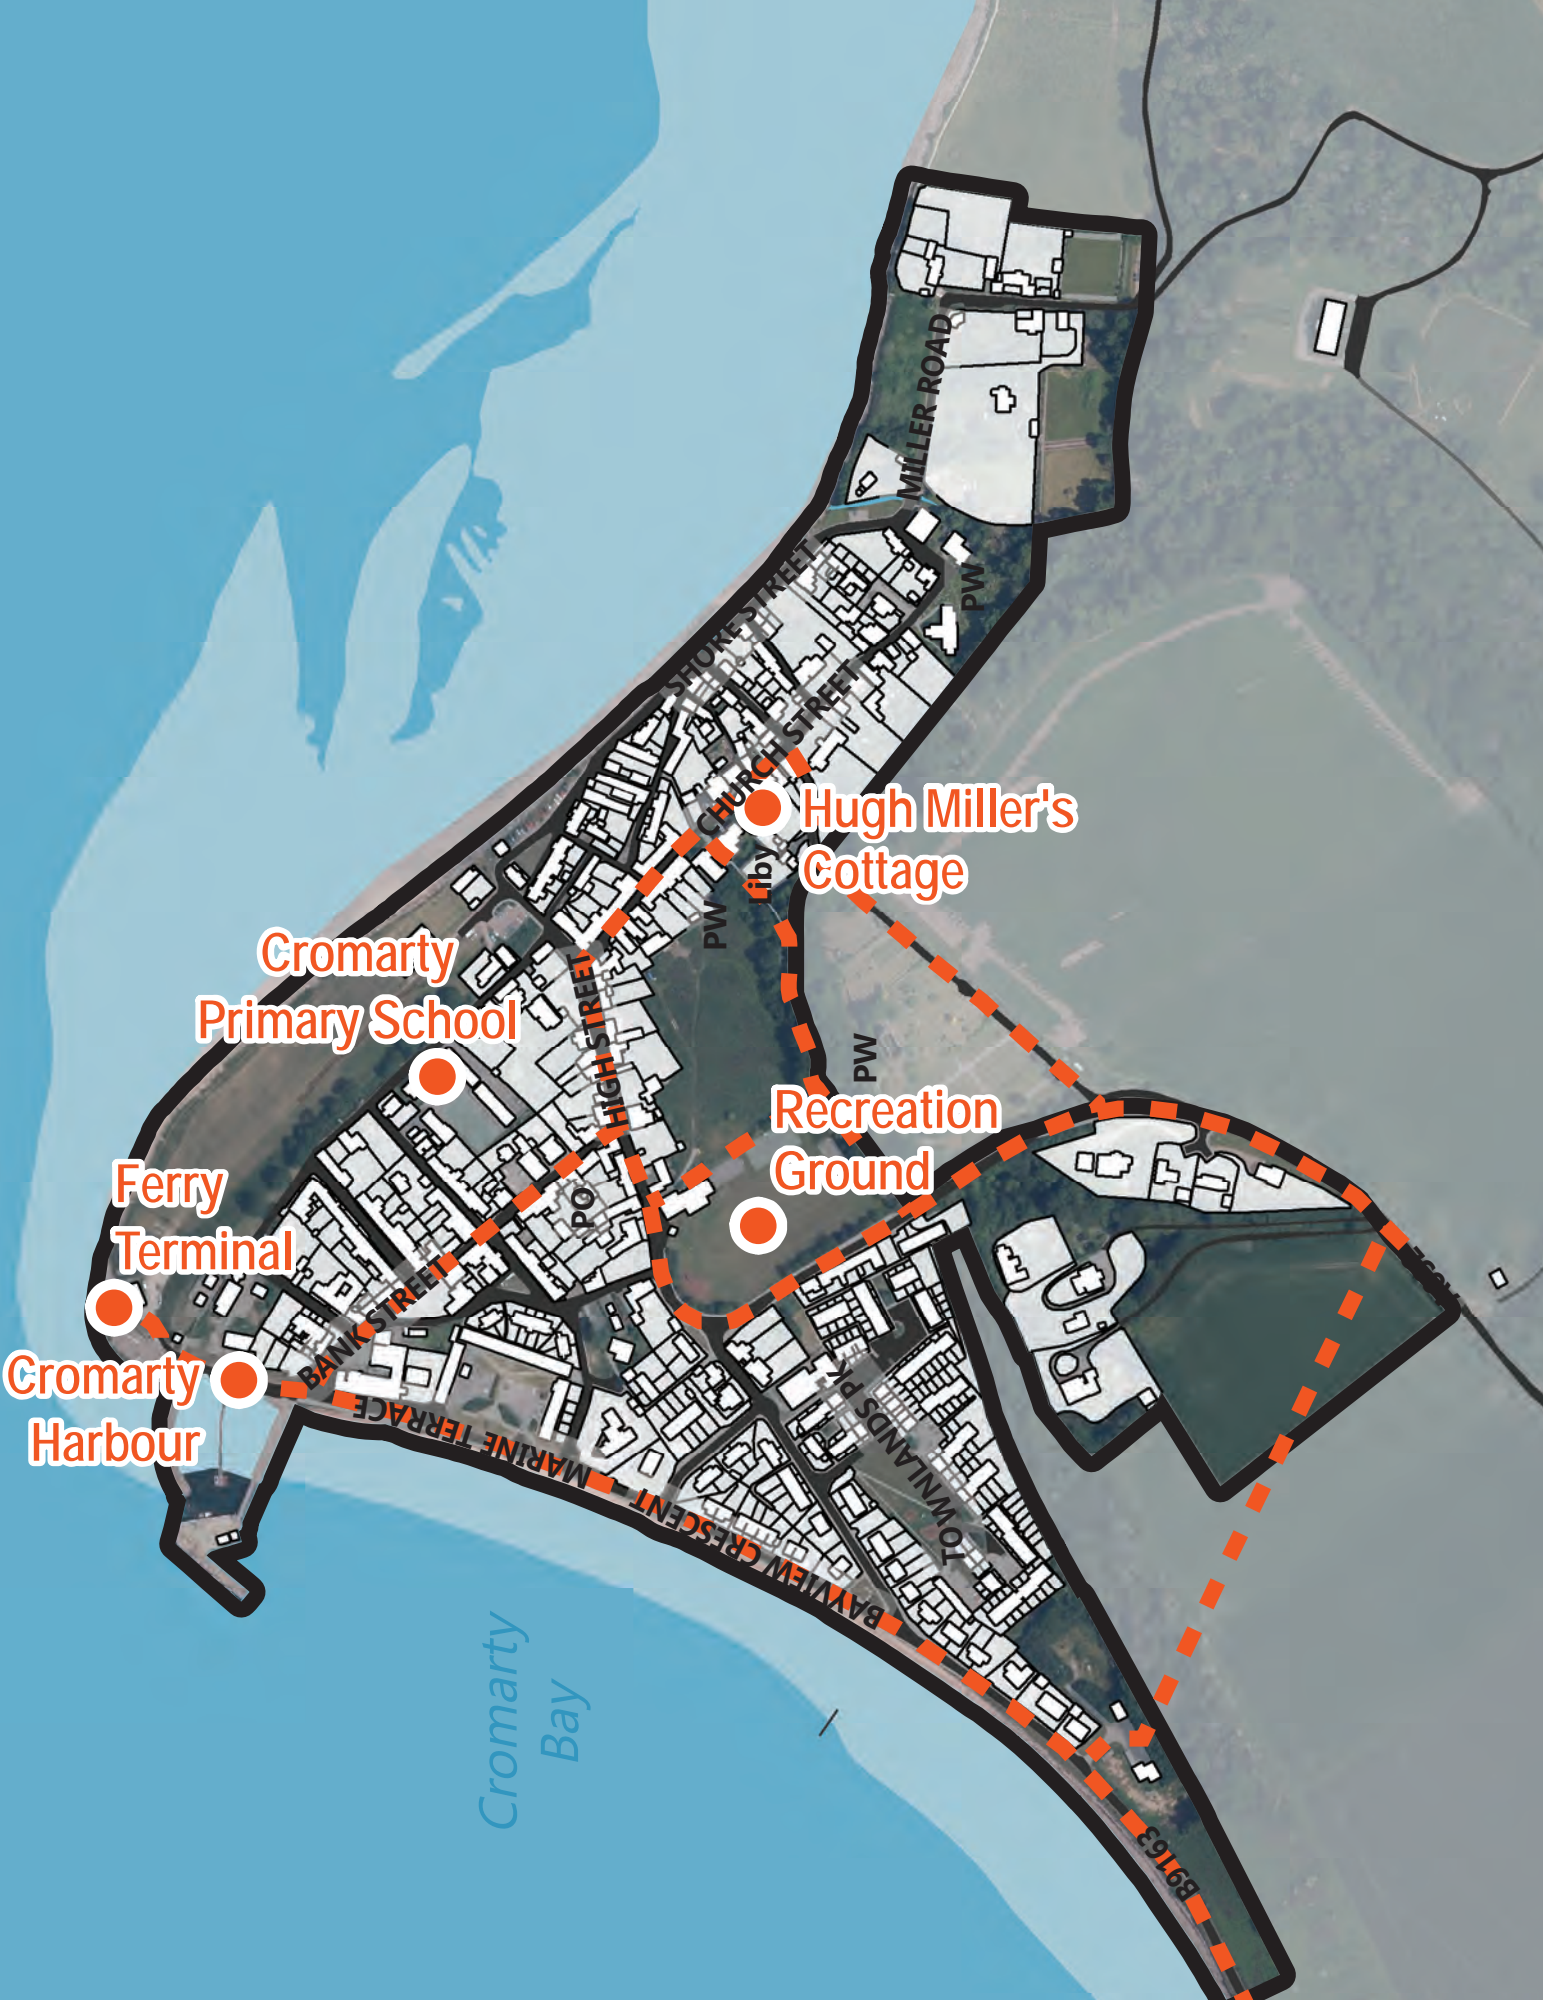 MILLER ROAD
SHORE STREET
PW
CHURCH STREET
Hugh Miller's
Cottage
Liby
PW
Cromarty
Primary School
HIGH STREET
PW
Recreation
Ground
PO
Ferry
Terminal
BANK STREET
Cromarty
Harbour
MARINE TERRACE
TOWNLANDS PK
BAYVIEW CRESCENT
Cromarty
Bay
B9163